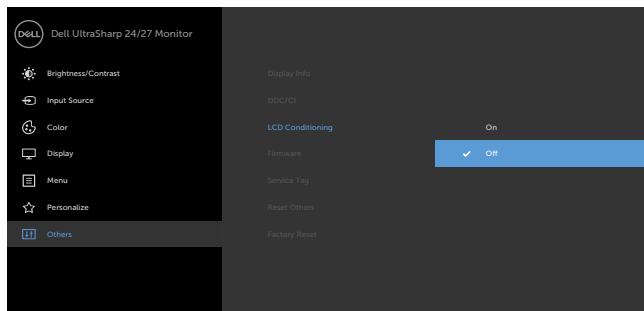 DELL
Dell UltraSharp 24/27 Monitor
Brightness/Contrast
Display Info
Input Source
DDC/CI
Color
LCD Conditioning
On
Display
Firmware
Off
Menu
Service Tag
Personalize
Reset Others
Others
Factory Reset